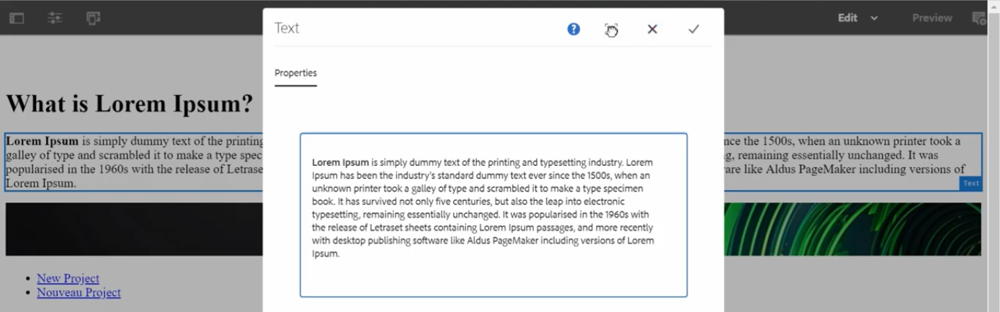 Text
?
Edit
Preview
Properties
What is Lorem Ipsum?
Lorem Ipsum is simply dummy text of the printing
galley of type and scrambled it to make a type spec
popularised in the 1960s with the release of Letrase
Lorem Ipsum.
nce the 1500s, when an unknown printer took a
g, remaining essentially unchanged. It was
are like Aldus PageMaker including versions of
Text
Lorem Ipsum is simply dummy text of the printing and typesetting industry. Lorem
Ipsum has been the industry's standard dummy text ever since the 1500s, when an
unknown printer took a galley of type and scrambled it to make a type specimen
book. It has survived not only five centuries, but also the leap into electronic
typesetting, remaining essentially unchanged. It was popularised in the 1960s with
the release of Letraset sheets containing Lorem Ipsum passages, and more recently
with desktop publishing software like Aldus PageMaker including versions of Lorem
Ipsum.
New Project
Nouveau Project